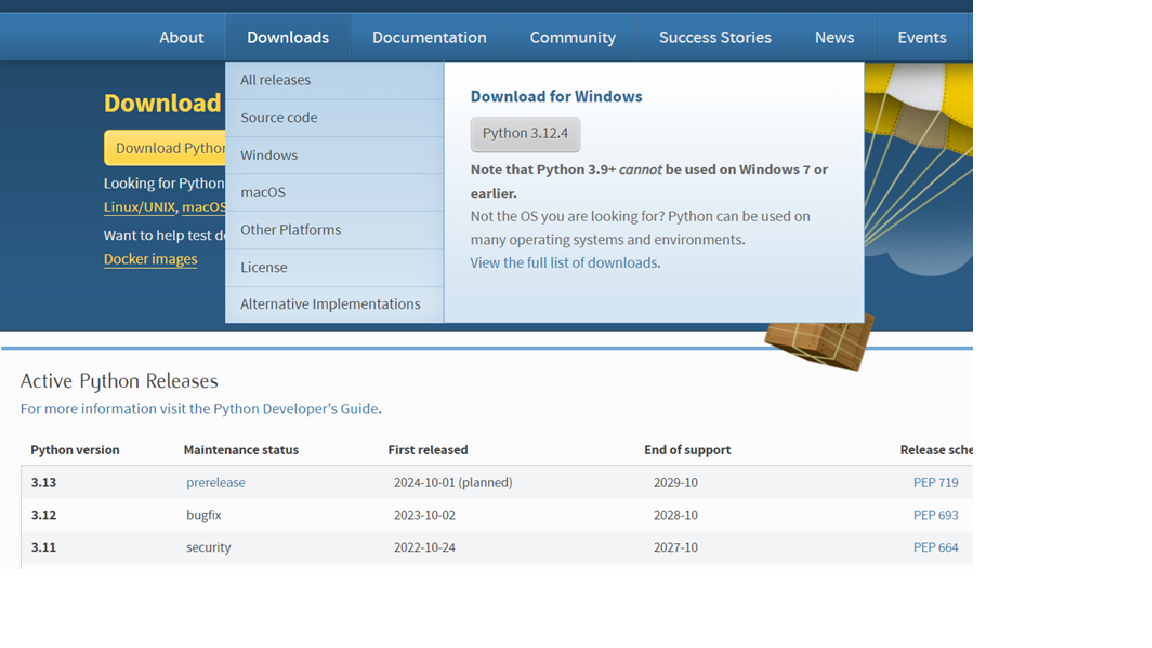 About Downloads Documentation Community Success Stories News Events
Download
Download Python
Looking for Python
Linux/UNIX, macOS
Want to help test
Docker images
All releases
Source code
Windows
macOS
Other Platforms
License
Alternative Implementations
Download for Windows
Python 3.12.4
Note that Python 3.9+ cannot be used on Windows 7 or
earlier.
Not the OS you are looking for? Python can be used on
many operating systems and environments.
View the full list of downloads.
Active Python Releases
For more information visit the Python Developer's Guide.
Python version Maintenance status First released End of support Release
3.13 prerelease 2024-10-01 (planned) 2029-10 PEP 719
3.12 bugfix 2023-10-02 2028-10 PEP 693
3.11 security 2022-10-24 2027-10 PEP 664